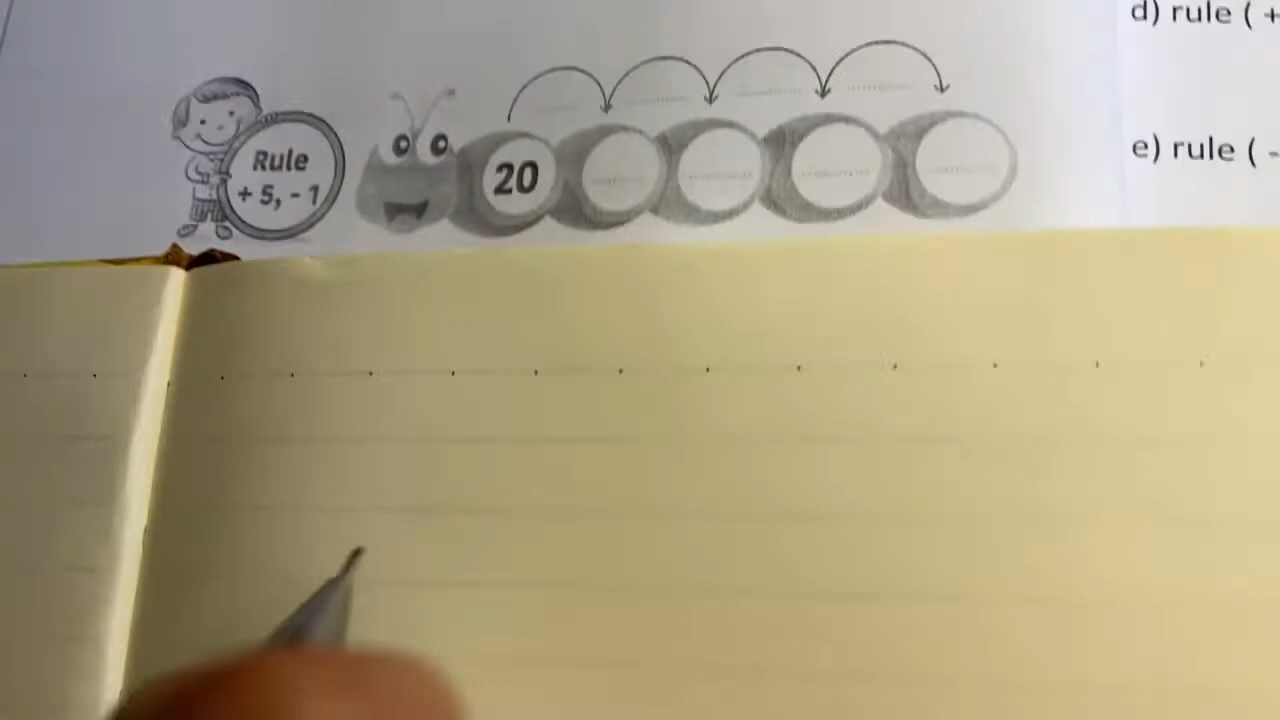 Rule
+ 5, - 1
20
d) rule ( +
e) rule ( -